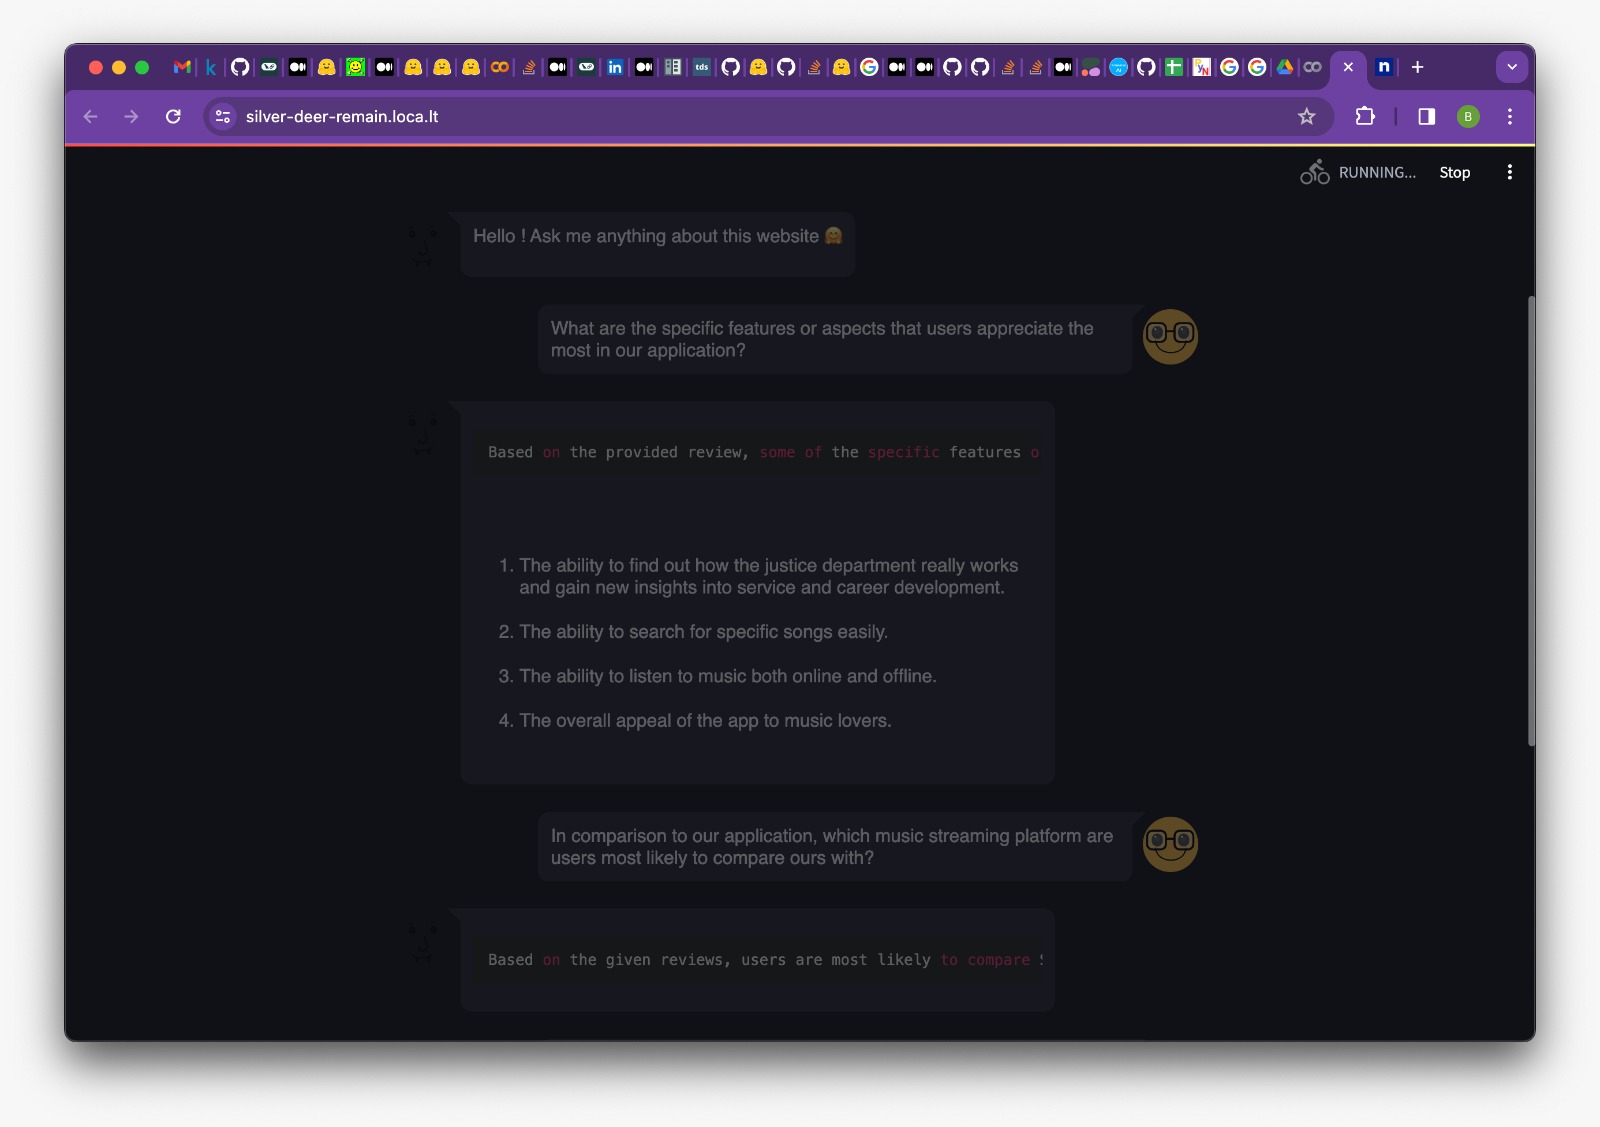 silver-deer-remain.loca.lt
B
RUNNING...
Stop
Hello ! Ask me anything about this website 🤗
What are the specific features or aspects that users appreciate the
most in our application?
Based on the provided review, some of the specific features o
1. The ability to find out how the justice department really works
and gain new insights into service and career development.
2. The ability to search for specific songs easily.
3. The ability to listen to music both online and offline.
4. The overall appeal of the app to music lovers.
In comparison to our application, which music streaming platform are
users most likely to compare ours with?
Based on the given reviews, users are most likely to compare